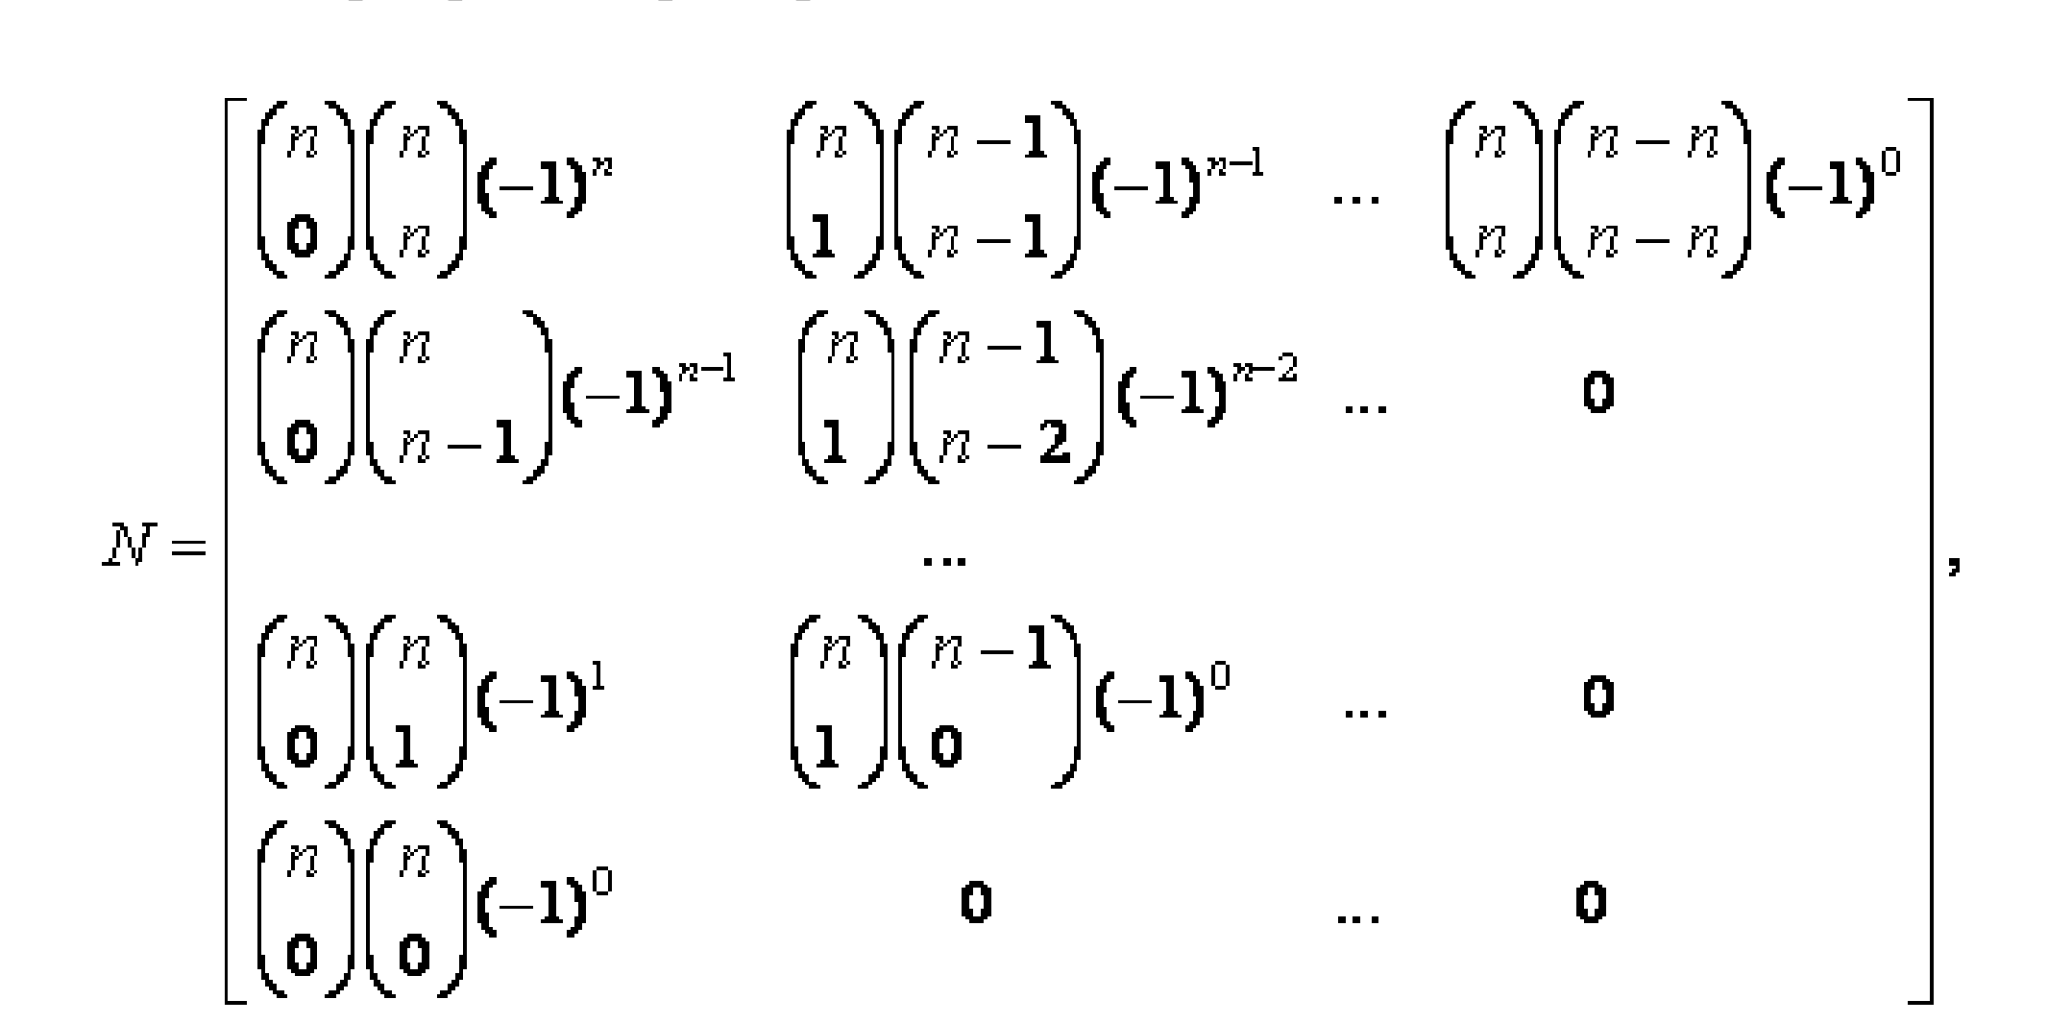 N = [ (n 0)(n n)(−1)^n (n 1)(n−1 n−1)(−1)^{n−1} ... (n n)(n−n n−n)(−1)^0
(n 0)(n n−1)(−1)^{n−1} (n 1)(n−1 n−2)(−1)^{n−2} ... 0
...
(n 0)(n 1)(−1)^1 (n 1)(n−1 0)(−1)^0 ... 0
(n 0)(n 0)(−1)^0 0 ... 0 ] ,